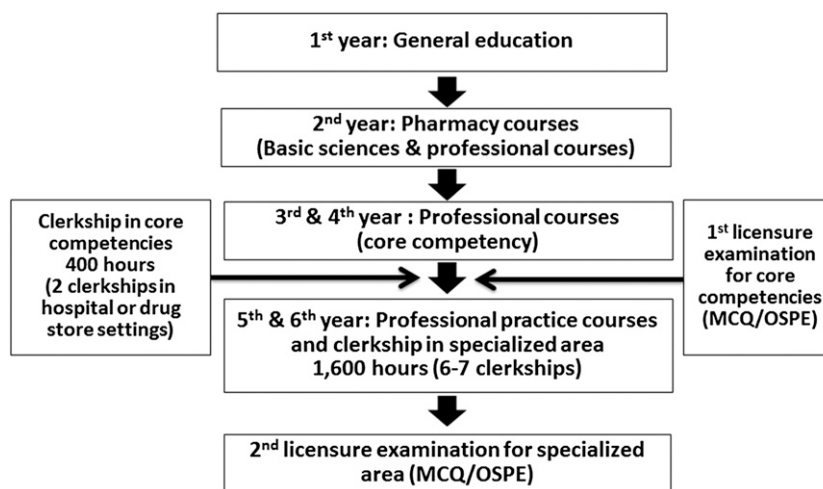 1st year: General education
2nd year: Pharmacy courses
(Basic sciences & professional courses)
3rd & 4th year : Professional courses
(core competency)
Clerkship in core
competencies
400 hours
(2 clerkships in
hospital or drug
store settings)
1st licensure
examination
for core
competencies
(MCQ/OSPE)
5th & 6th year: Professional practice courses
and clerkship in specialized area
1,600 hours (6-7 clerkships)
2nd licensure examination for specialized
area (MCQ/OSPE)